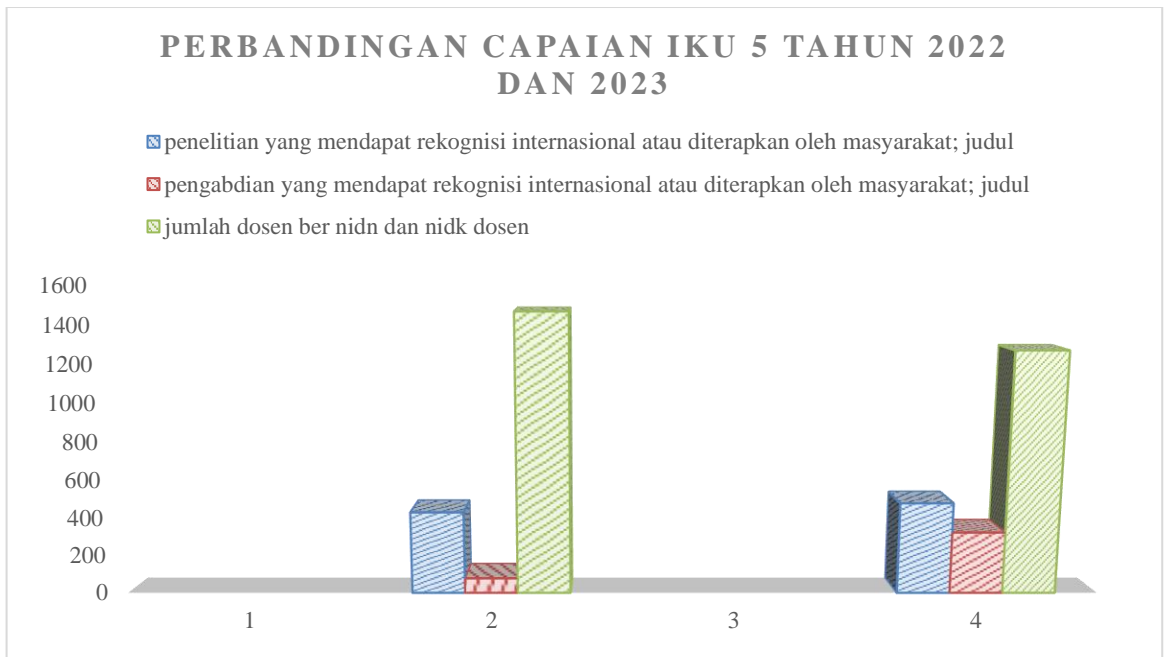 PERBANDINGAN CAPAIAN IKU 5 TAHUN 2022
DAN 2023
penelitian yang mendapat rekognisi internasional atau diterapkan oleh masyarakat; judul
pengabdian yang mendapat rekognisi internasional atau diterapkan oleh masyarakat; judul
jumlah dosen ber nidn dan nidk dosen
1600
1400
1200
1000
800
600
400
200
0
1 2 3 4